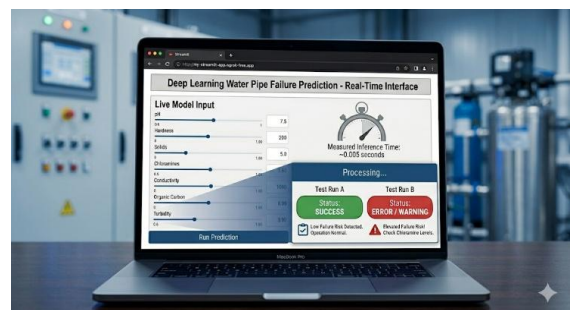 Streamlit
Deep Learning Water Pipe Failure Prediction - Real-Time Interface
Live Model Input
pH
7.5
Hardness
200
Solids
5.0
Chloramines
Conductivity
Organic Carbon
Turbidity
Run Prediction
Measured Inference Time:
~0.005 seconds
Processing...
Test Run A
Test Run B
Status:
SUCCESS
Status:
ERROR / WARNING
Low Failure Risk Detected.
Operation Normal.
Elevated Failure Risk!
Check Chloramine Levels.
MacBook Pro